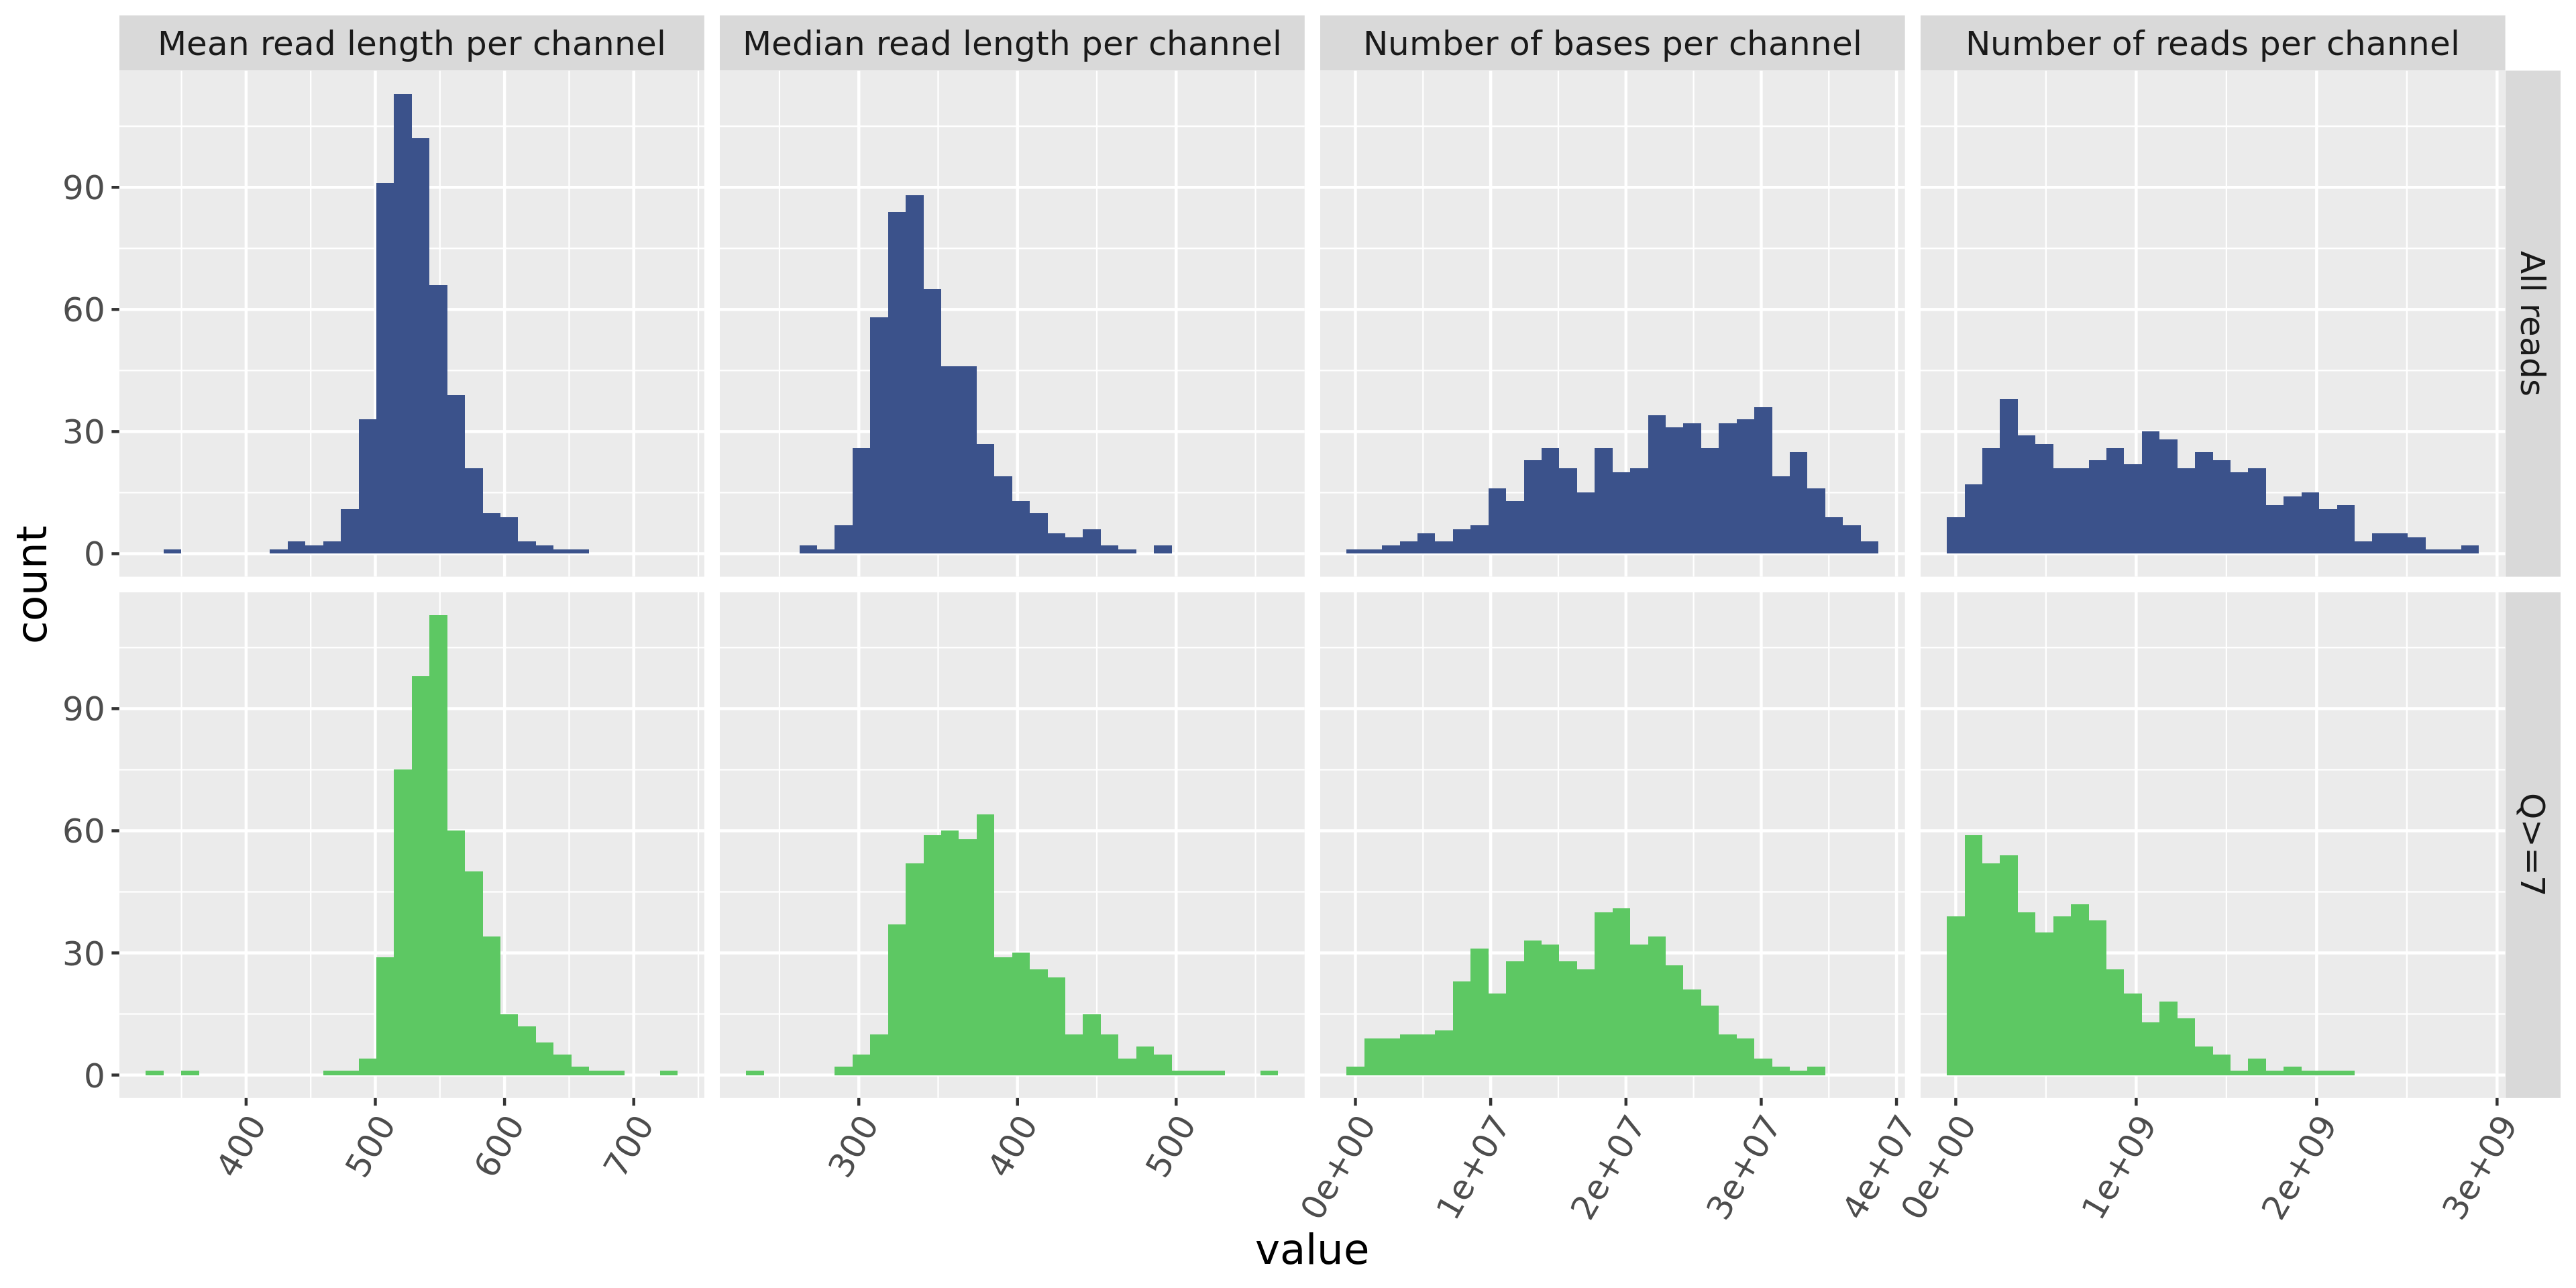 Mean read length per channel
Median read length per channel
Number of bases per channel
Number of reads per channel
90
60
30
0
All reads
count
90
60
30
0
Q>=7
400
500
600
700
300
400
500
0e+00
1e+07
2e+07
3e+07
4e+07
0e+00
1e+09
2e+09
3e+09
value